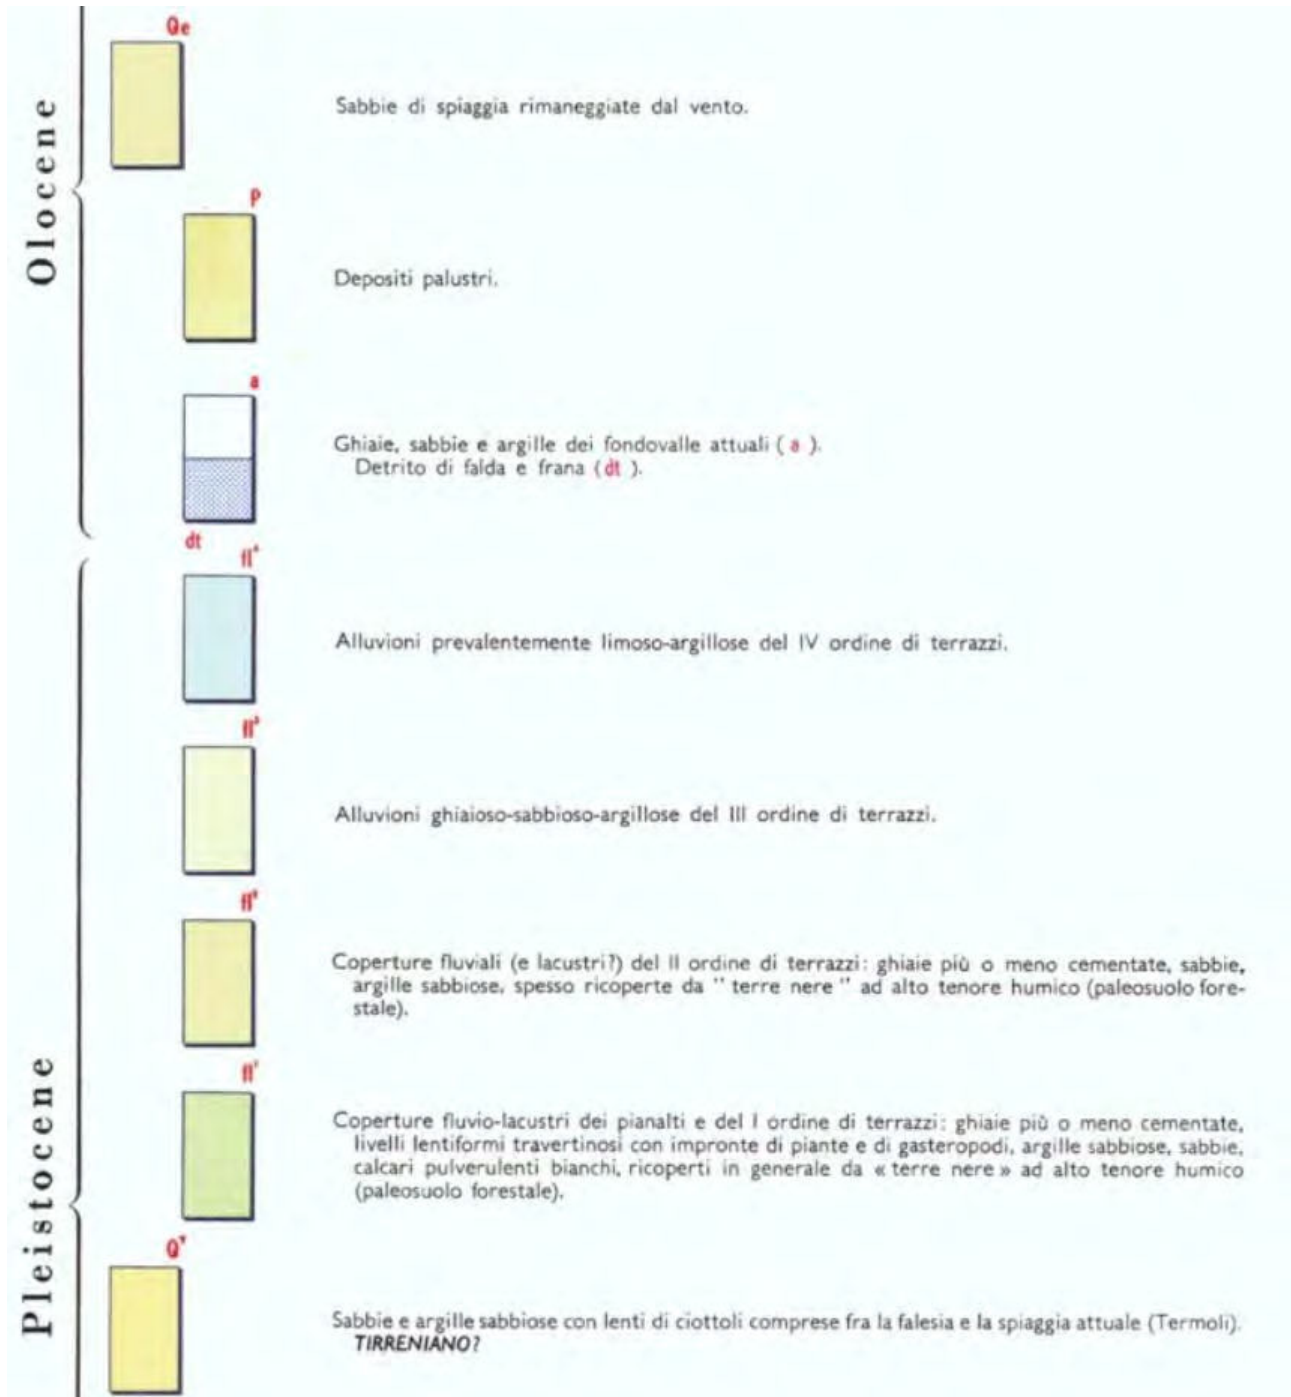 Olocene
Qe
Sabbie di spiaggia rimaneggiate dal vento.
p
Depositi palustri.
a
Ghiaie, sabbie e argille dei fondovalle attuali ( a ).
Detrito di falda e frana ( dt ).
dt
fl⁴
Alluvioni prevalentemente limoso-argillose del IV ordine di terrazzi.
fl³
Alluvioni ghiaioso-sabbioso-argillose del III ordine di terrazzi.
fl²
Coperture fluviali (e lacustri?) del II ordine di terrazzi: ghiaie più o meno cementate, sabbie,
argille sabbiose, spesso ricoperte da " terre nere " ad alto tenore humico (paleosuolo fore-
stale).
Pleistocene
fl¹
Coperture fluvio-lacustri dei pianalti e del I ordine di terrazzi: ghiaie più o meno cementate,
livelli lentiformi travertinosi con impronte di piante e di gasteropodi, argille sabbiose, sabbie,
calcari pulverulenti bianchi, ricoperti in generale da « terre nere » ad alto tenore humico
(paleosuolo forestale).
Sabbie e argille sabbiose con lenti di ciottoli comprese fra la falesia e la spiaggia attuale (Termoli).
TIRRENIANO?